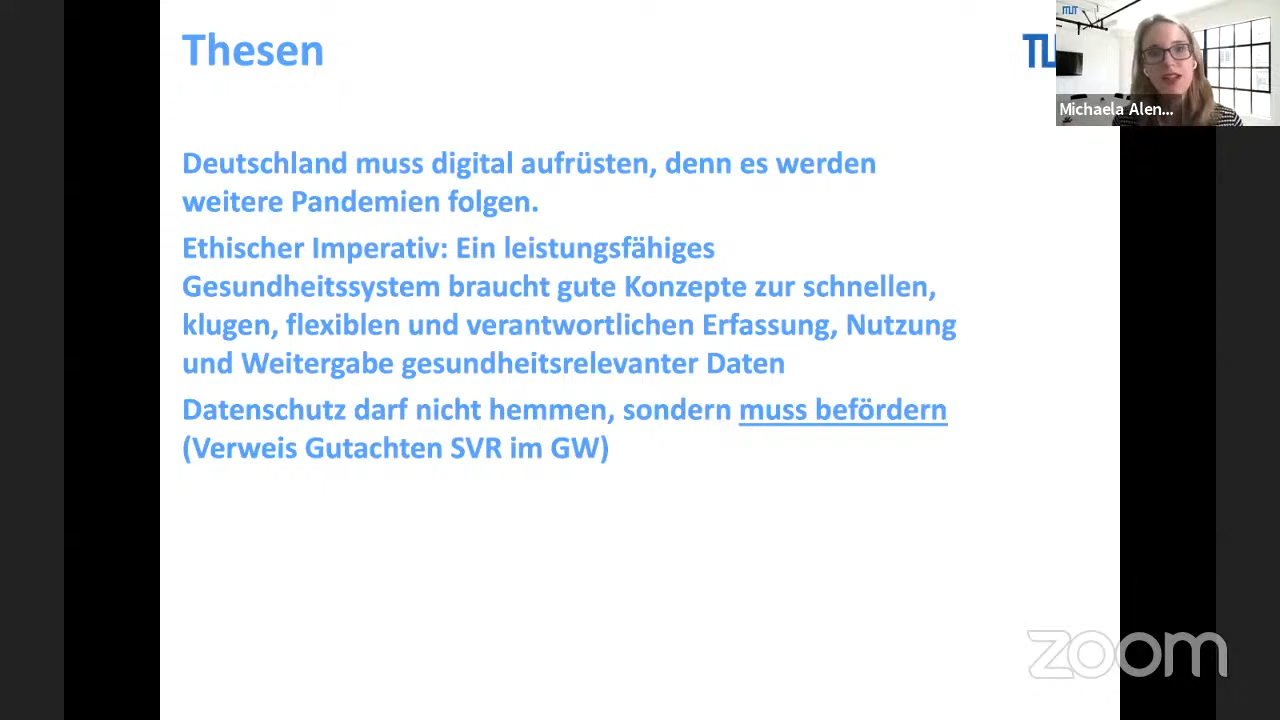 Thesen
TUM
Michaela Alen...
Deutschland muss digital aufrüsten, denn es werden
weitere Pandemien folgen.
Ethischer Imperativ: Ein leistungsfähiges
Gesundheitssystem braucht gute Konzepte zur schnellen,
klugen, flexiblen und verantwortlichen Erfassung, Nutzung
und Weitergabe gesundheitsrelevanter Daten
Datenschutz darf nicht hemmen, sondern muss befördern
(Verweis Gutachten SVR im GW)
zoom